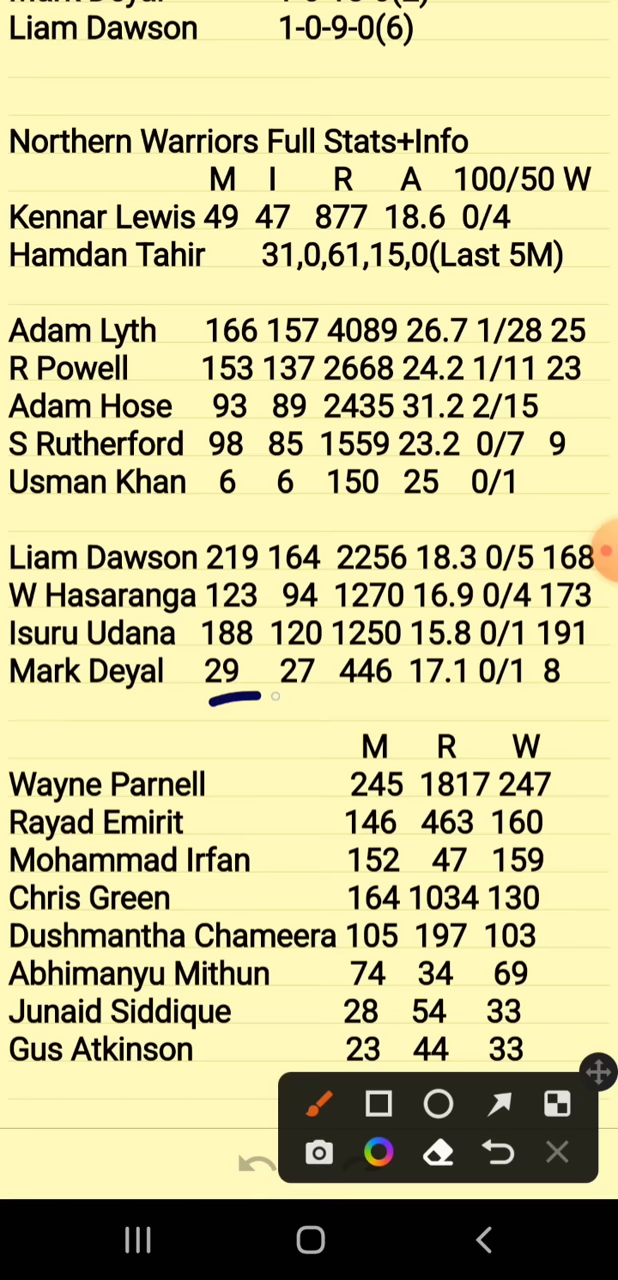 Liam Dawson 1-0-9-0(6)
Northern Warriors Full Stats+Info
M I R A 100/50 W
Kennar Lewis 49 47 877 18.6 0/4
Hamdan Tahir 31,0,61,15,0(Last 5M)
Adam Lyth 166 157 4089 26.7 1/28 25
R Powell 153 137 2668 24.2 1/11 23
Adam Hose 93 89 2435 31.2 2/15
S Rutherford 98 85 1559 23.2 0/7 9
Usman Khan 6 6 150 25 0/1
Liam Dawson 219 164 2256 18.3 0/5 168
W Hasaranga 123 94 1270 16.9 0/4 173
Isuru Udana 188 120 1250 15.8 0/1 191
Mark Deyal 29 27 446 17.1 0/1 8
M R W
Wayne Parnell 245 1817 247
Rayad Emirit 146 463 160
Mohammad Irfan 152 47 159
Chris Green 164 1034 130
Dushmantha Chameera 105 197 103
Abhimanyu Mithun 74 34 69
Junaid Siddique 28 54 33
Gus Atkinson 23 44 33